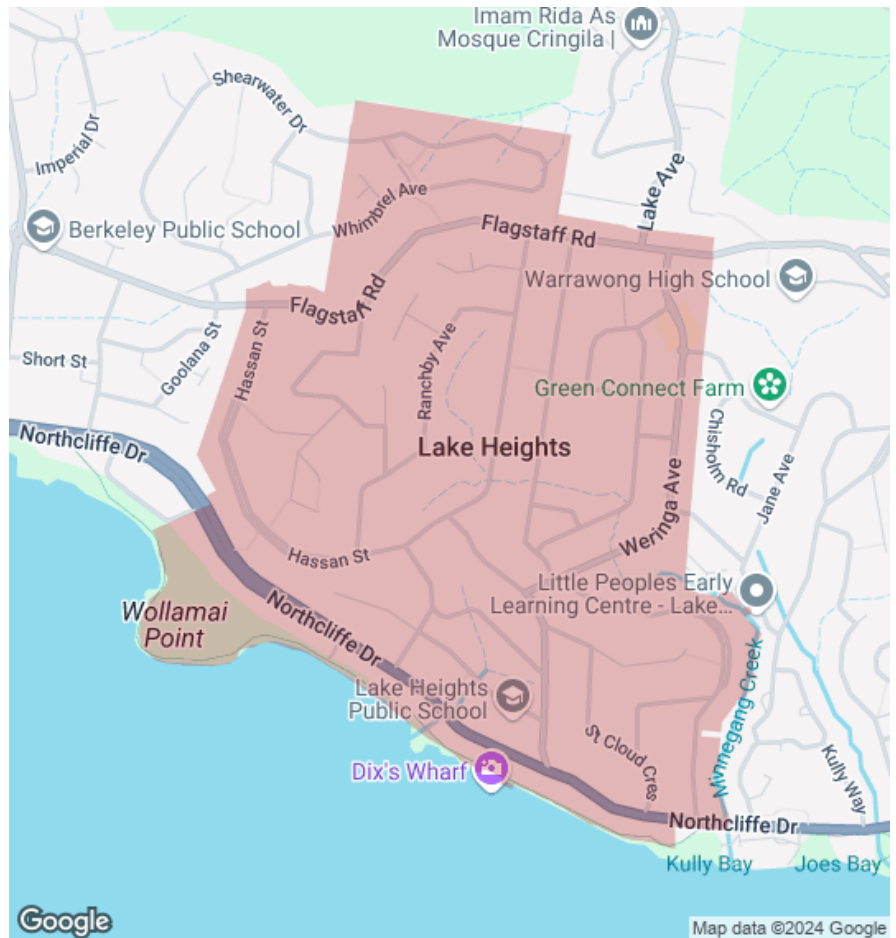 Imam Rida As
Mosque Cringila |
Shearwater Dr
Imperial Dr
Lake Ave
Whimbrel Ave
Berkeley Public School
Flagstaff Rd
Warrawong High School
Flagstaff Rd
Hassan St
Goolana St
Short St
Ranchby Ave
Green Connect Farm
Chisholm Rd
Northcliffe Dr
Lake Heights
Jane Ave
Weringa Ave
Hassan St
Little Peoples Early
Learning Centre - Lake...
Wollamai
Point
Northcliffe Dr
Minnegang Creek
Lake Heights
Public School
St Cloud Cres
Dix's Wharf
Kully Way
Northcliffe Dr
Kully Bay
Joes Bay
Google
Map data ©2024 Google